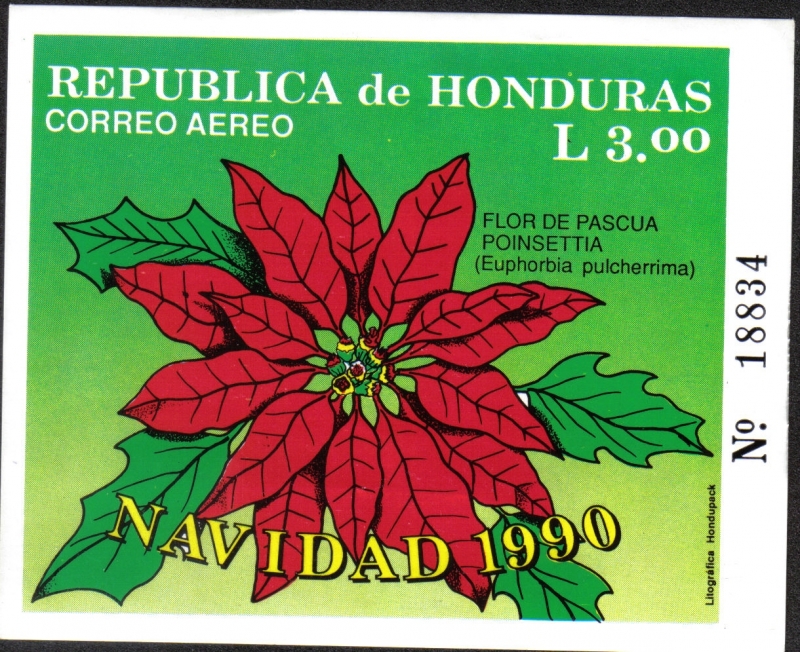 REPUBLICA de HONDURAS
CORREO AEREO
L 3.00
FLOR DE PASCUA
POINSETTIA
(Euphorbia pulcherrima)
Nº 18834
NAVIDAD 1990
Litográfica Hondupack